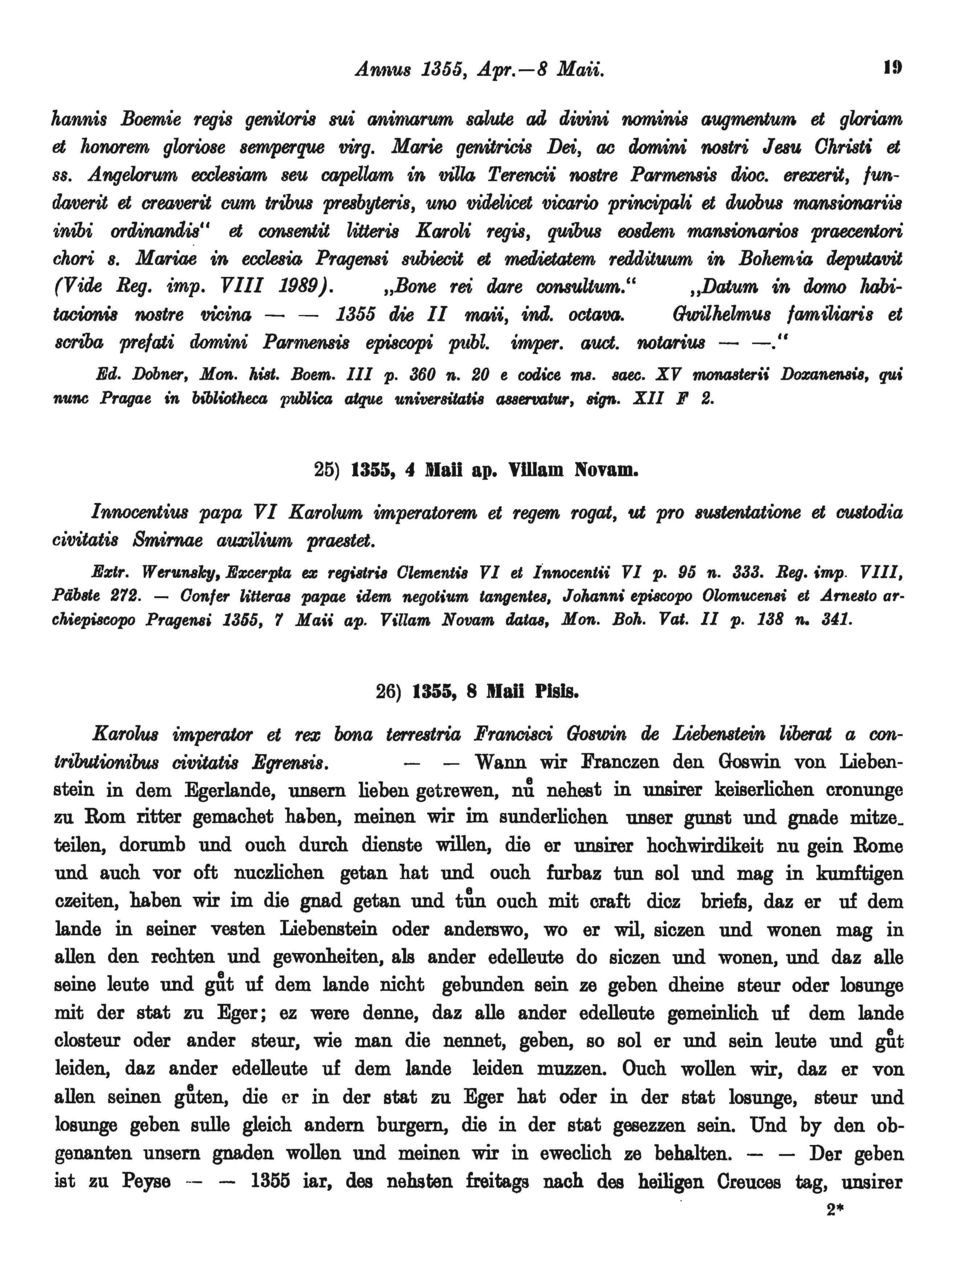 Annus 1355, Apr.—8 Maii. 19
hannis Boemie regis genitoris sui animarum salute ad divini nominis augmentum et gloriam
et honorem gloriose semperque virg. Marie genitricis Dei, ac domini nostri Jesu Christi et
ss. Angelorum ecclesiam seu capellam in villa Terencii nostre Parmensis dioc. erexerit, fun-
daverit et creaverit cum tribus presbyteris, uno videlicet vicario principali et duobus mansionariis
inibi ordinandis“ et consentit litteris Karoli regis, quibus eosdem mansionarios praecentori
chori s. Mariae in ecclesia Pragensi subiecit et medietatem reddituum in Bohemia deputavit
(Vide Reg. imp. VIII 1989). „Bone rei dare consultum.“ „Datum in domo habi-
tacionis nostre vicina — — 1355 die II maii, ind. octava. Gwilhelmus familiaris et
scriba prefati domini Parmensis episcopi publ. imper. auct. notarius — —.“
Ed. Dobner, Mon. hist. Boem. III p. 360 n. 20 e codice ms. saec. XV monasterii Doxanensis, qui
nunc Pragae in bibliotheca publica atque universitatis asservatur, sign. XII F 2.
25) 1355, 4 Maii ap. Villam Novam.
Innocentius papa VI Karolum imperatorem et regem rogat, ut pro sustentatione et custodia
civitatis Smirnae auxilium praestet.
Extr. Werunsky, Excerpta ex registris Clementis VI et Innocentii VI p. 95 n. 333. Reg. imp. VIII,
Päbste 272. — Confer litteras papae idem negotium tangentes, Johanni episcopo Olomucensi et Arnesto ar-
chiepiscopo Pragensi 1355, 7 Maii ap. Villam Novam datas, Mon. Boh. Vat. II p. 138 n. 341.
26) 1355, 8 Maii Pisis.
Karolus imperator et rex bona terrestria Francisci Goswin de Liebenstein liberat a con-
tributionibus civitatis Egrensis. — — Wann wir Franczen den Goswin von Lieben-
stein in dem Egerlande, unsern lieben getrewen, nuͤ nehest in unsirer keiserlichen cronunge
zu Rom ritter gemachet haben, meinen wir im sunderlichen unser gunst und gnade mitze-
teilen, dorumb und ouch durch dienste willen, die er unsirer hochwirdikeit nu gein Rome
und auch vor oft nuczlichen getan hat und ouch furbaz tun sol und mag in kumftigen
czeiten, haben wir im die gnad getan und tuͤn ouch mit craft dicz briefs, daz er uf dem
lande in seiner vesten Liebenstein oder anderswo, wo er wil, siczen und wonen mag in
allen den rechten und gewonheiten, als ander edelleute do siczen und wonen, und daz alle
seine leute und guͤt uf dem lande nicht gebunden sein ze geben dheine steur oder losunge
mit der stat zu Eger; ez were denne, daz alle ander edelleute gemeinlich uf dem lande
closteur oder ander steur, wie man die nennet, geben, so sol er und sein leute und guͤt
leiden, daz ander edelleute uf dem lande leiden muzzen. Ouch wollen wir, daz er von
allen seinen guͤten, die er in der stat zu Eger hat oder in der stat losunge, steur und
losunge geben sulle gleich andern burgern, die in der stat gesezzen sein. Und by den ob-
genanten unsern gnaden wollen und meinen wir in eweclich ze behalten. — — Der geben
ist zu Peyse — — 1355 iar, des nehsten freitags nach des heiligen Creuces tag, unsirer
2*